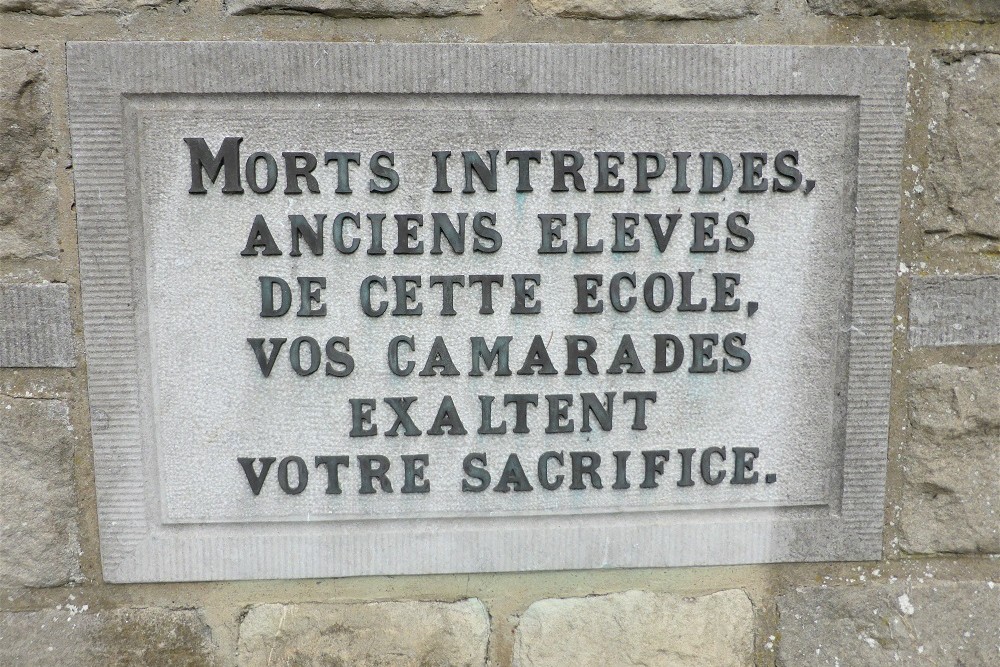 MORTS INTREPIDES,
ANCIENS ELEVES
DE CETTE ECOLE,
VOS CAMARADES
EXALTENT
VOTRE SACRIFICE.